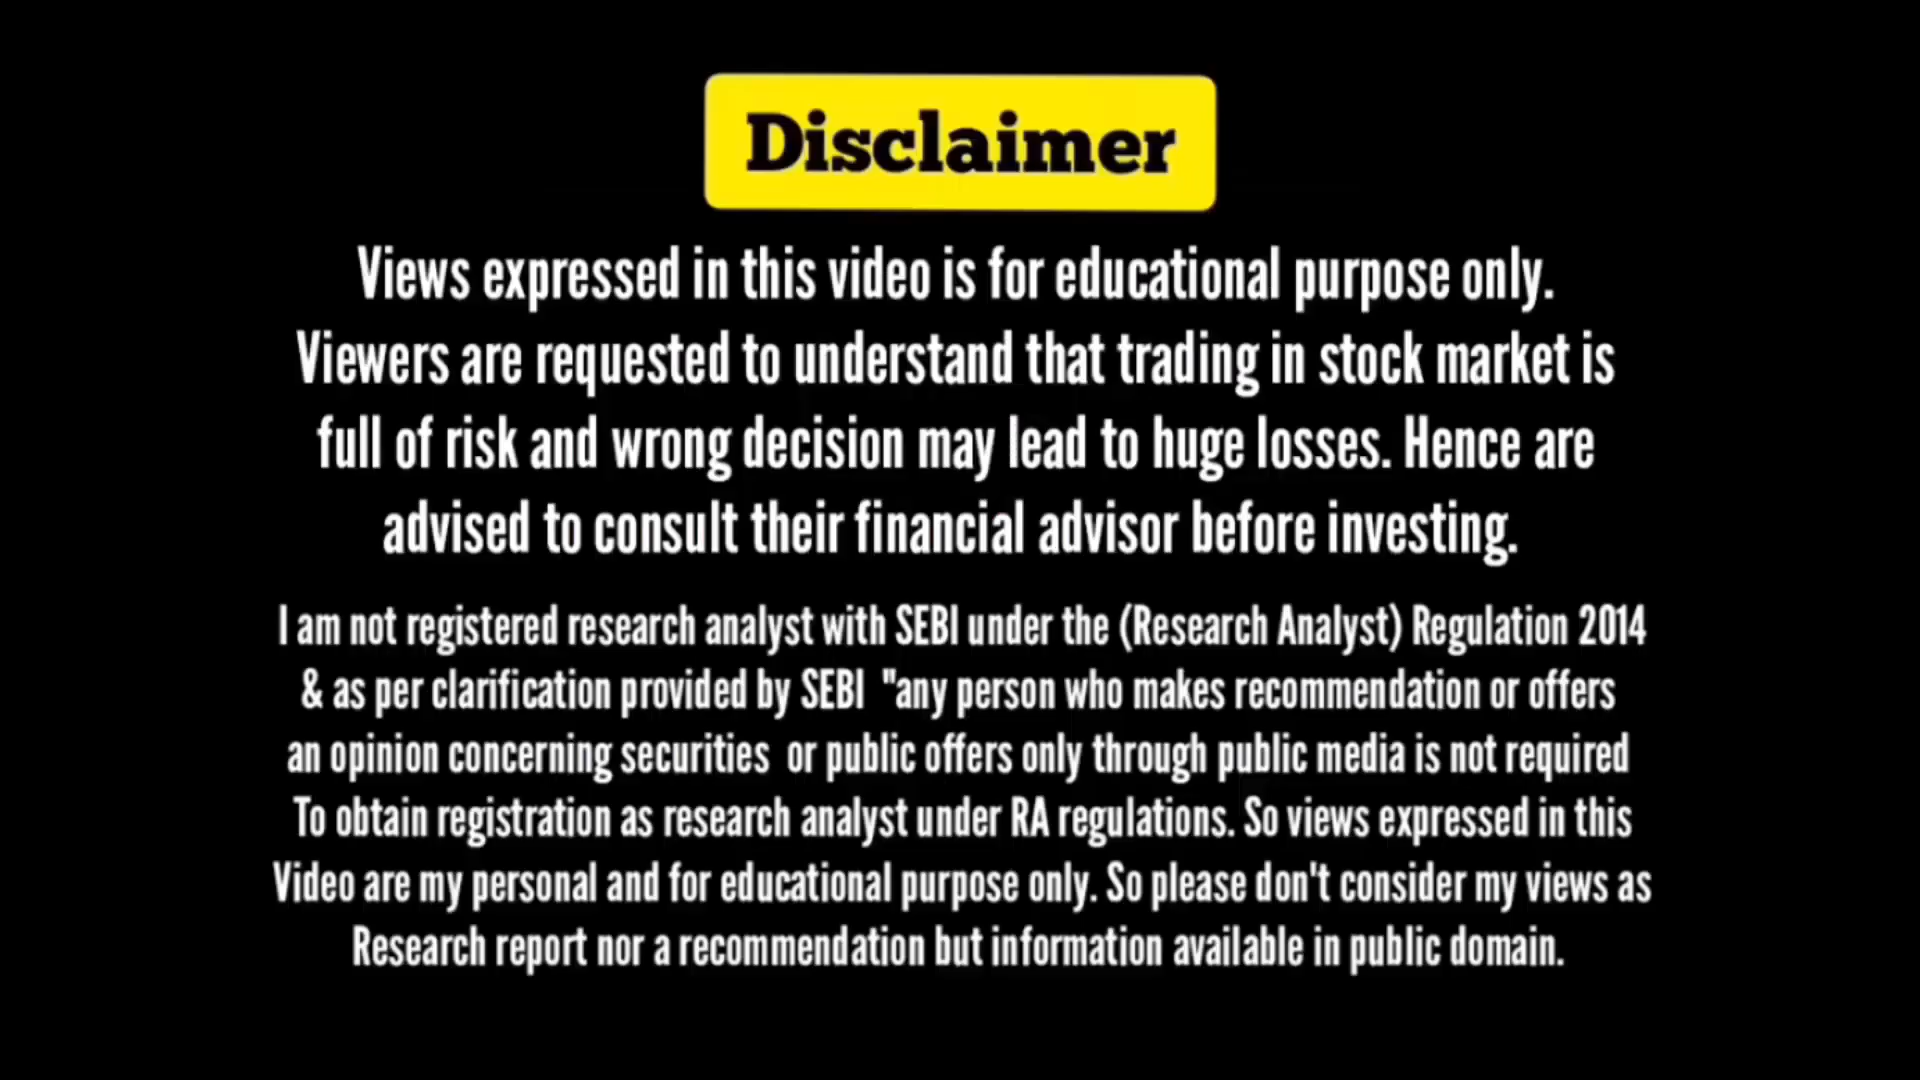 Disclaimer
Views expressed in this video is for educational purpose only.
Viewers are requested to understand that trading in stock market is
full of risk and wrong decision may lead to huge losses. Hence are
advised to consult their financial advisor before investing.
I am not registered research analyst with SEBI under the (Research Analyst) Regulation 2014
& as per clarification provided by SEBI "any person who makes recommendation or offers
an opinion concerning securities or public offers only through public media is not required
To obtain registration as research analyst under RA regulations. So views expressed in this
Video are my personal and for educational purpose only. So please don't consider my views as
Research report nor a recommendation but information available in public domain.